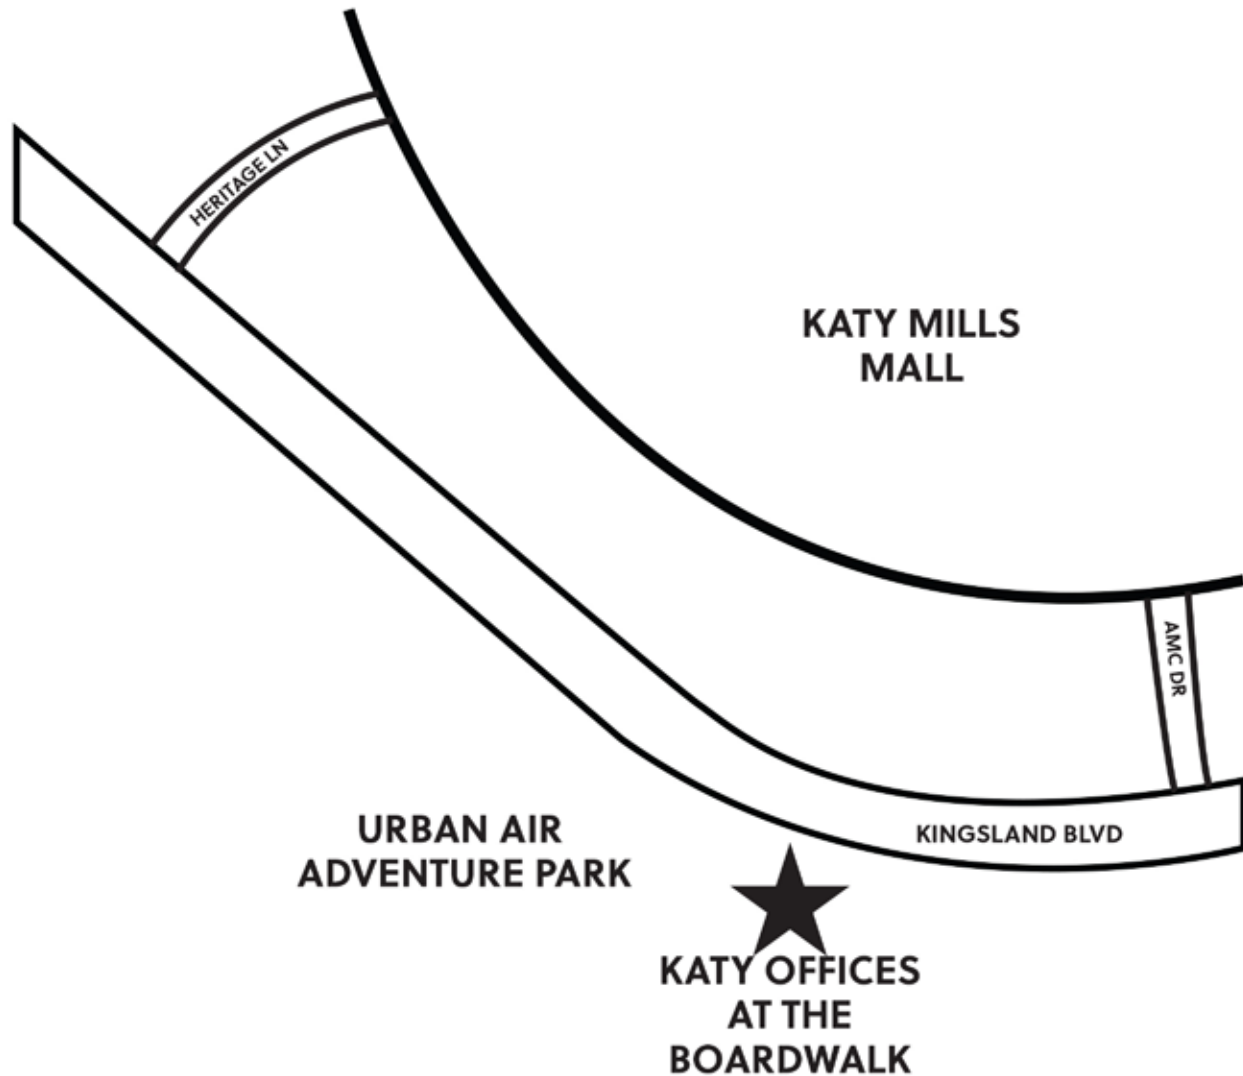 HERITAGE LN
KATY MILLS
MALL
AMC DR
URBAN AIR
ADVENTURE PARK
KINGSLAND BLVD
KATY OFFICES
AT THE
BOARDWALK